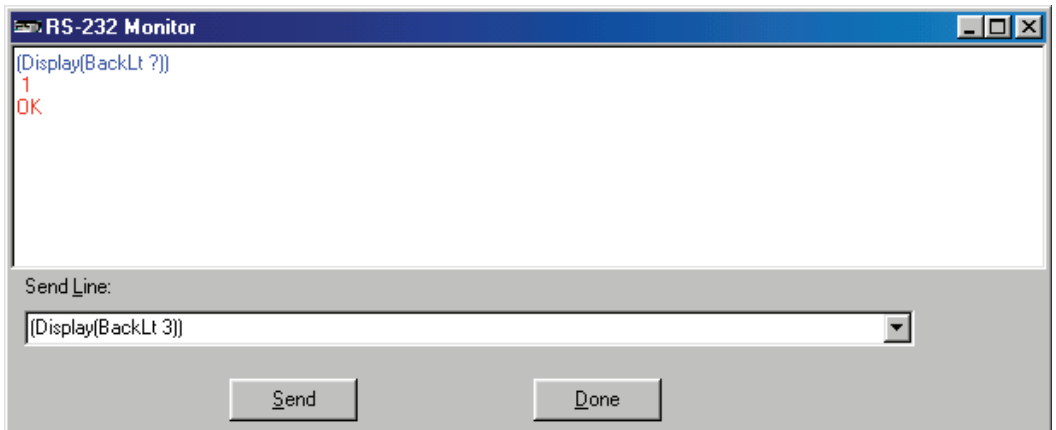 RS-232 Monitor
(Display(BackLt ?))
1
OK
Send Line:
(Display(BackLt 3))
Send
Done